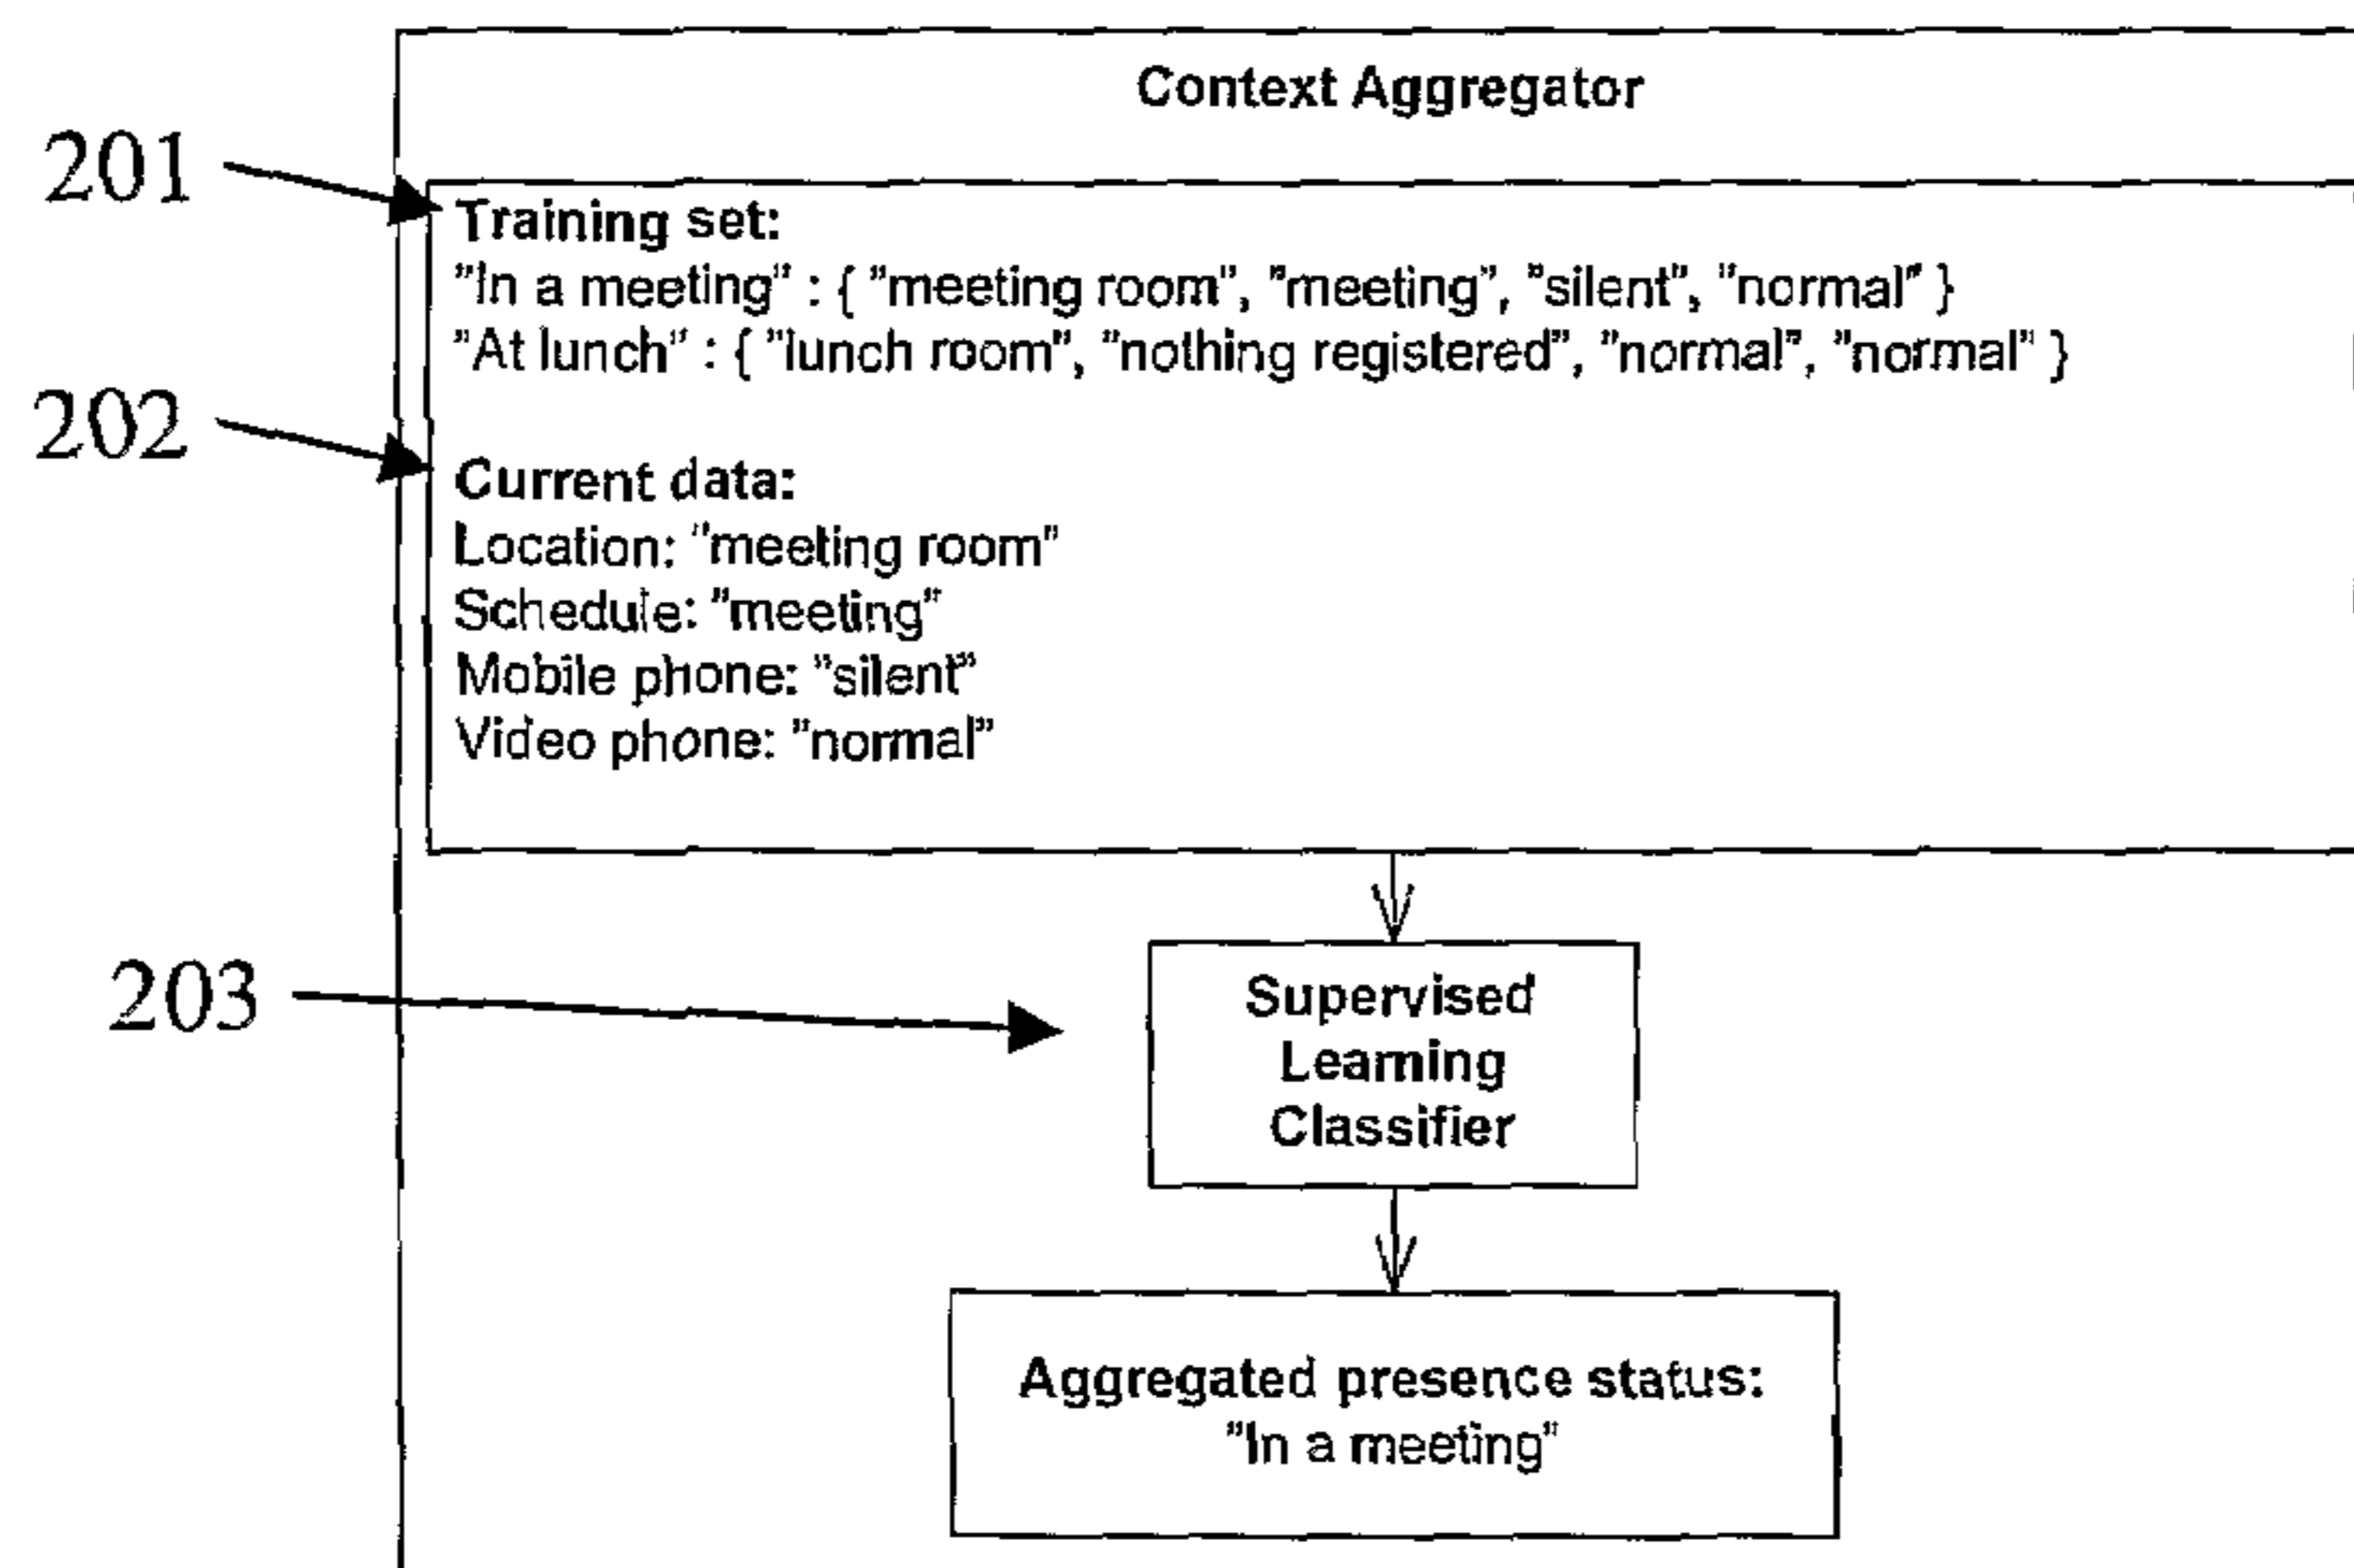 Context Aggregator
201
Training set:
"In a meeting" : { "meeting room", "meeting", "silent", "normal" }
"At lunch" : { "lunch room", "nothing registered", "normal", "normal" }
202
Current data:
Location: "meeting room"
Schedule: "meeting"
Mobile phone: "silent"
Video phone: "normal"
203
Supervised
Learning
Classifier
Aggregated presence status:
"In a meeting"